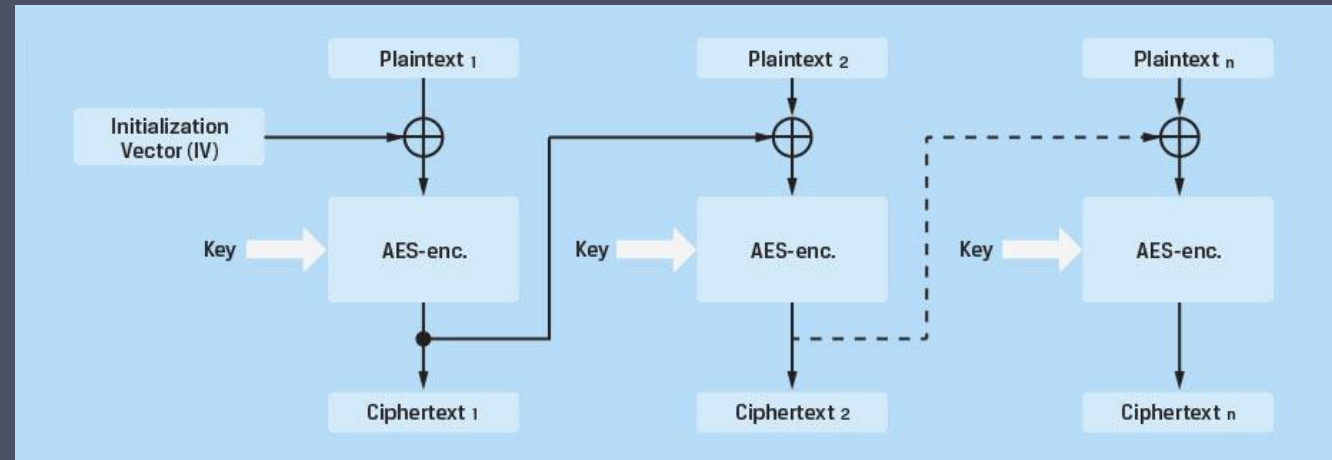 Plaintext 1
Plaintext 2
Plaintext n
Initialization
Vector (IV)
Key
AES-enc.
Key
AES-enc.
Key
AES-enc.
Ciphertext 1
Ciphertext 2
Ciphertext n